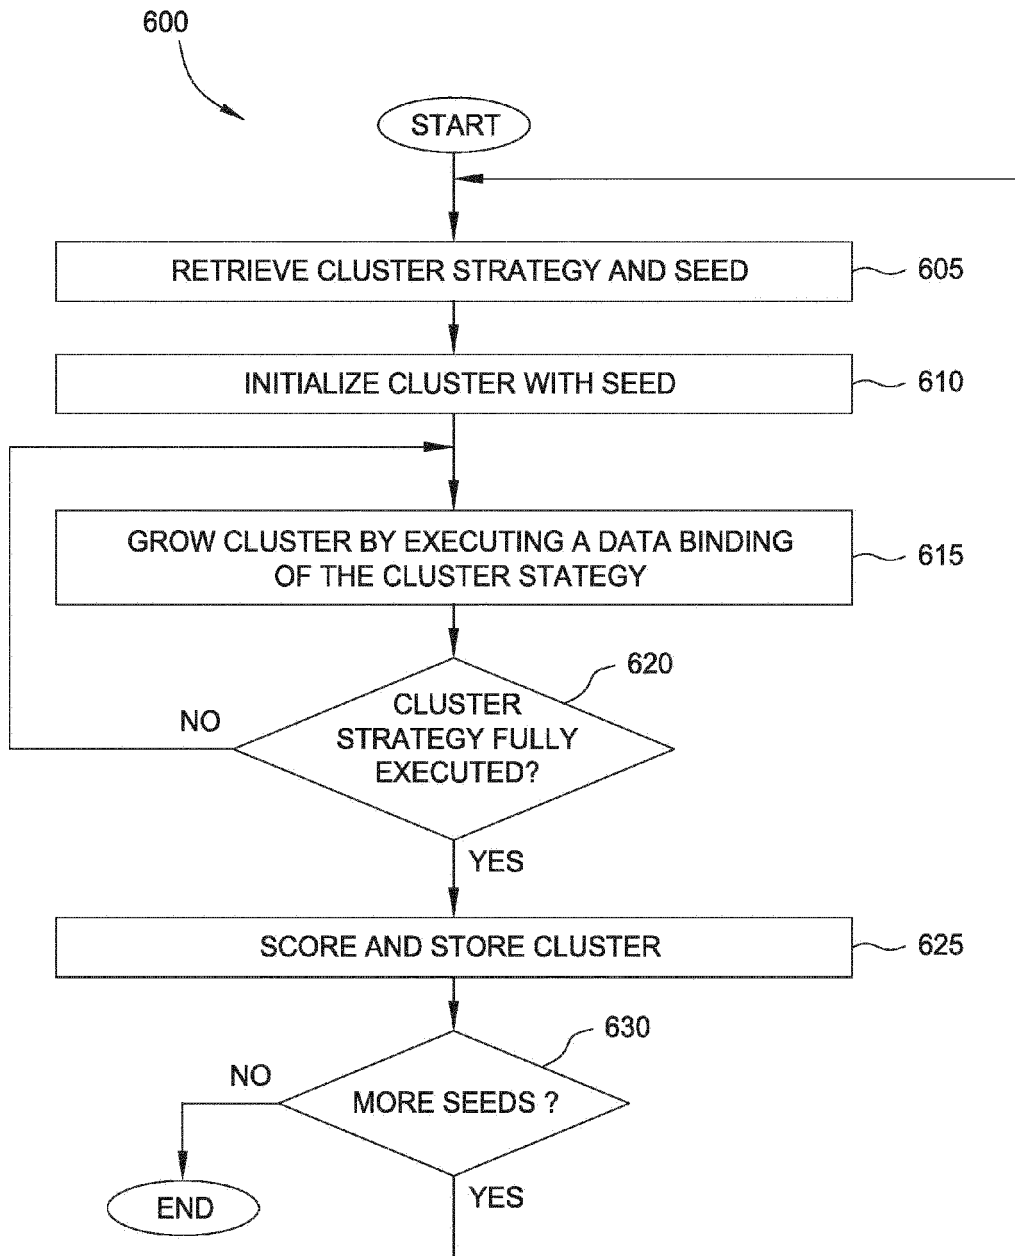 600
START
RETRIEVE CLUSTER STRATEGY AND SEED
605
INITIALIZE CLUSTER WITH SEED
610
GROW CLUSTER BY EXECUTING A DATA BINDING
OF THE CLUSTER STATEGY
615
620
CLUSTER
STRATEGY FULLY
EXECUTED?
NO
YES
SCORE AND STORE CLUSTER
625
630
NO
MORE SEEDS ?
END
YES